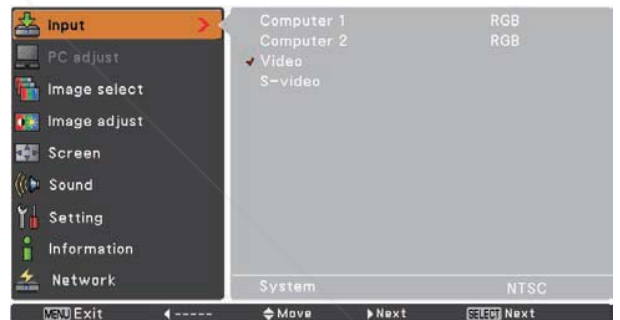 Input
PC adjust
Image select
Image adjust
Screen
Sound
Setting
Information
Network
Computer 1 RGB
Computer 2 RGB
Video
S-video
System NTSC
MENU Exit ◀ ----- Move ▶ Next SELECT Next